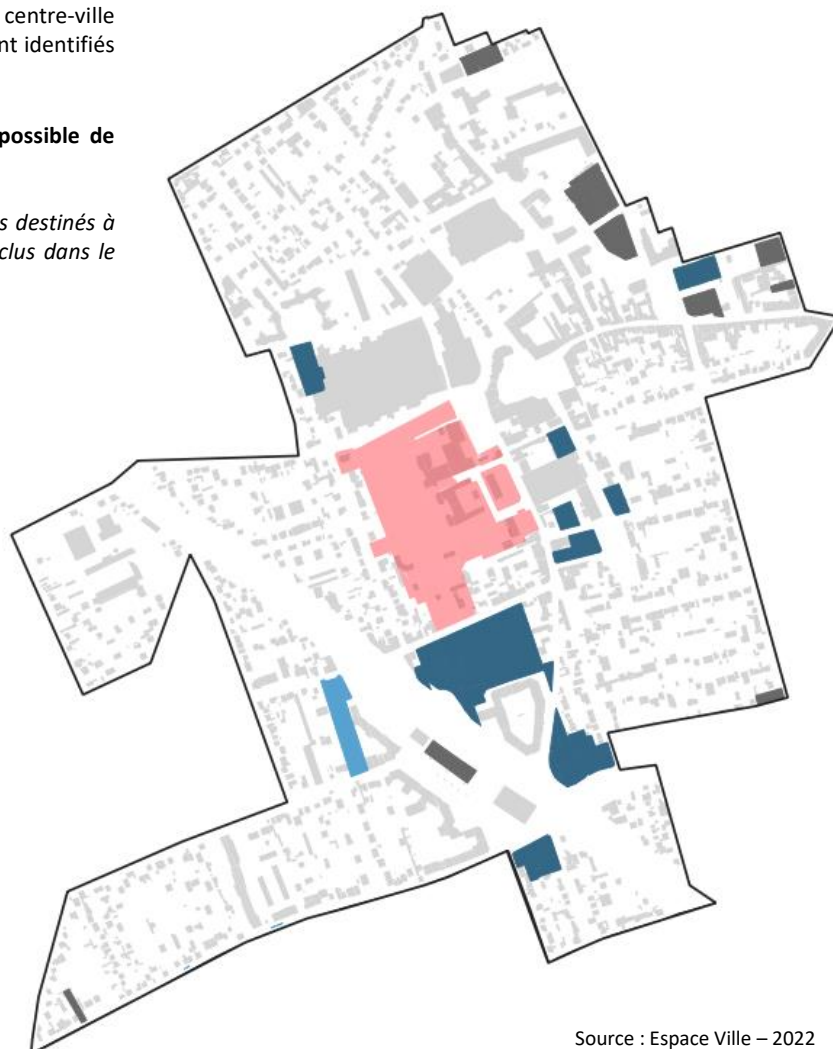 centre-ville
nt identifiés
possible de
s destinés à
clus dans le
Source : Espace Ville – 2022